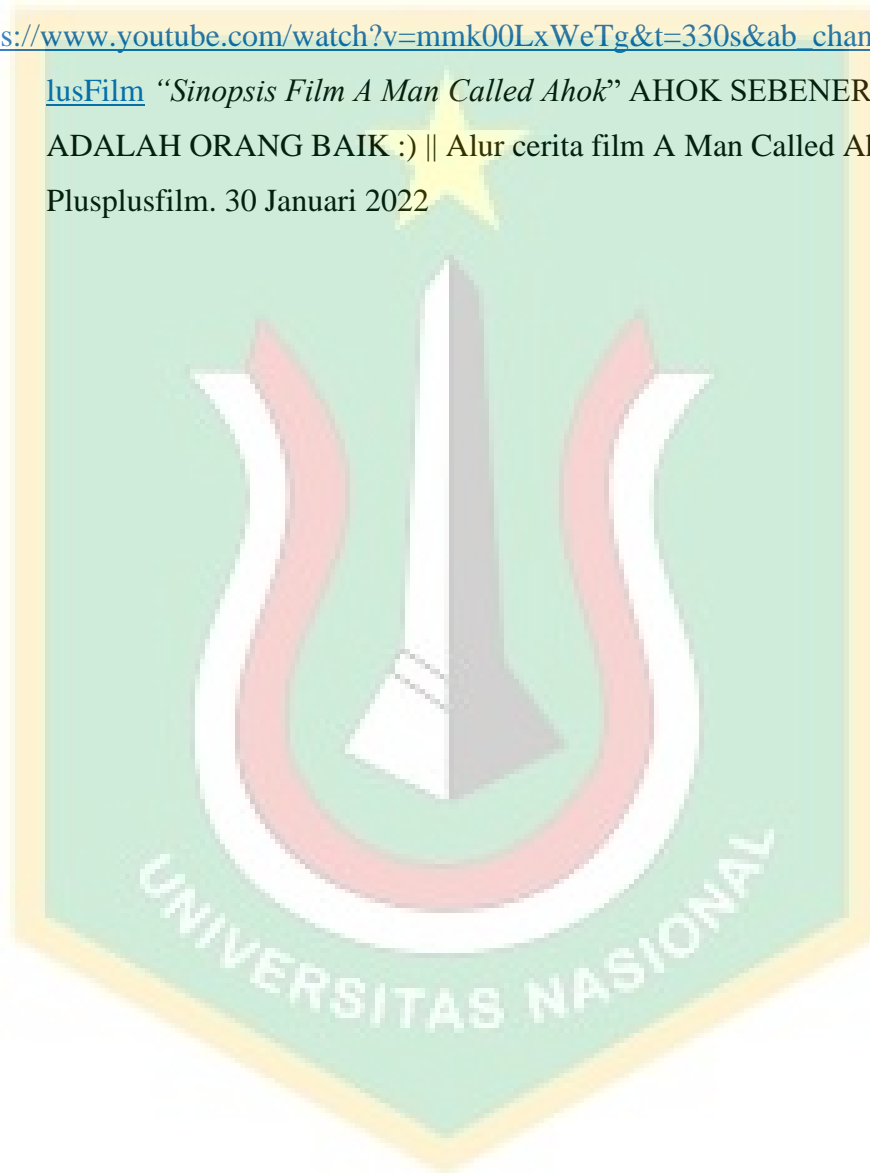 s://www.youtube.com/watch?v=mmk00LxWeTg&t=330s&ab_chan
lusFilm “Sinopsis Film A Man Called Ahok” AHOK SEBENER
ADALAH ORANG BAIK :) || Alur cerita film A Man Called A
Plusplusfilm. 30 Januari 2022
UNIVERSITAS NASIONAL